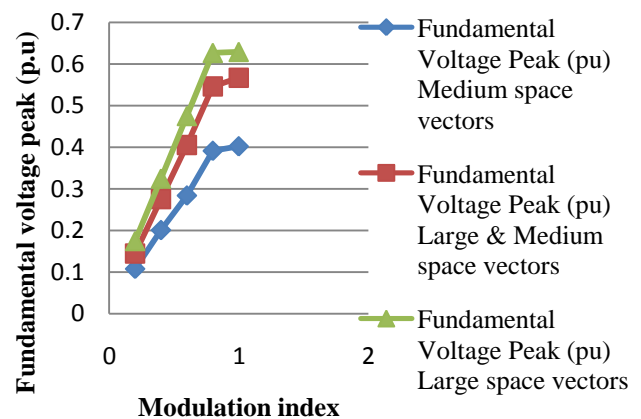 Fundamental voltage peak (p.u)
0.7
0.6
0.5
0.4
0.3
0.2
0.1
0
0
1
2
Modulation index
Fundamental
Voltage Peak (pu)
Medium space
vectors
Fundamental
Voltage Peak (pu)
Large & Medium
space vectors
Fundamental
Voltage Peak (pu)
Large space vectors